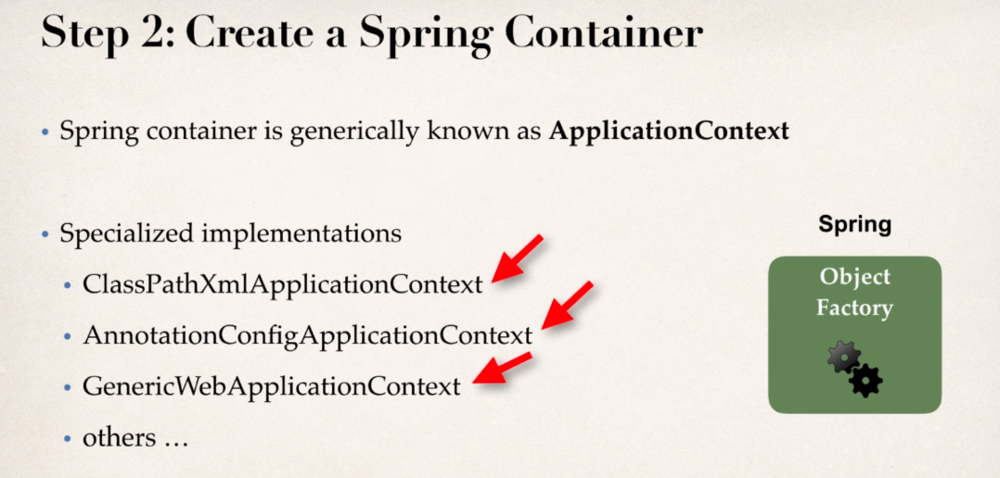 Step 2: Create a Spring Container
• Spring container is generically known as ApplicationContext
• Specialized implementations
• ClassPathXmlApplicationContext
• AnnotationConfigApplicationContext
• GenericWebApplicationContext
• others …
Spring
Object
Factory